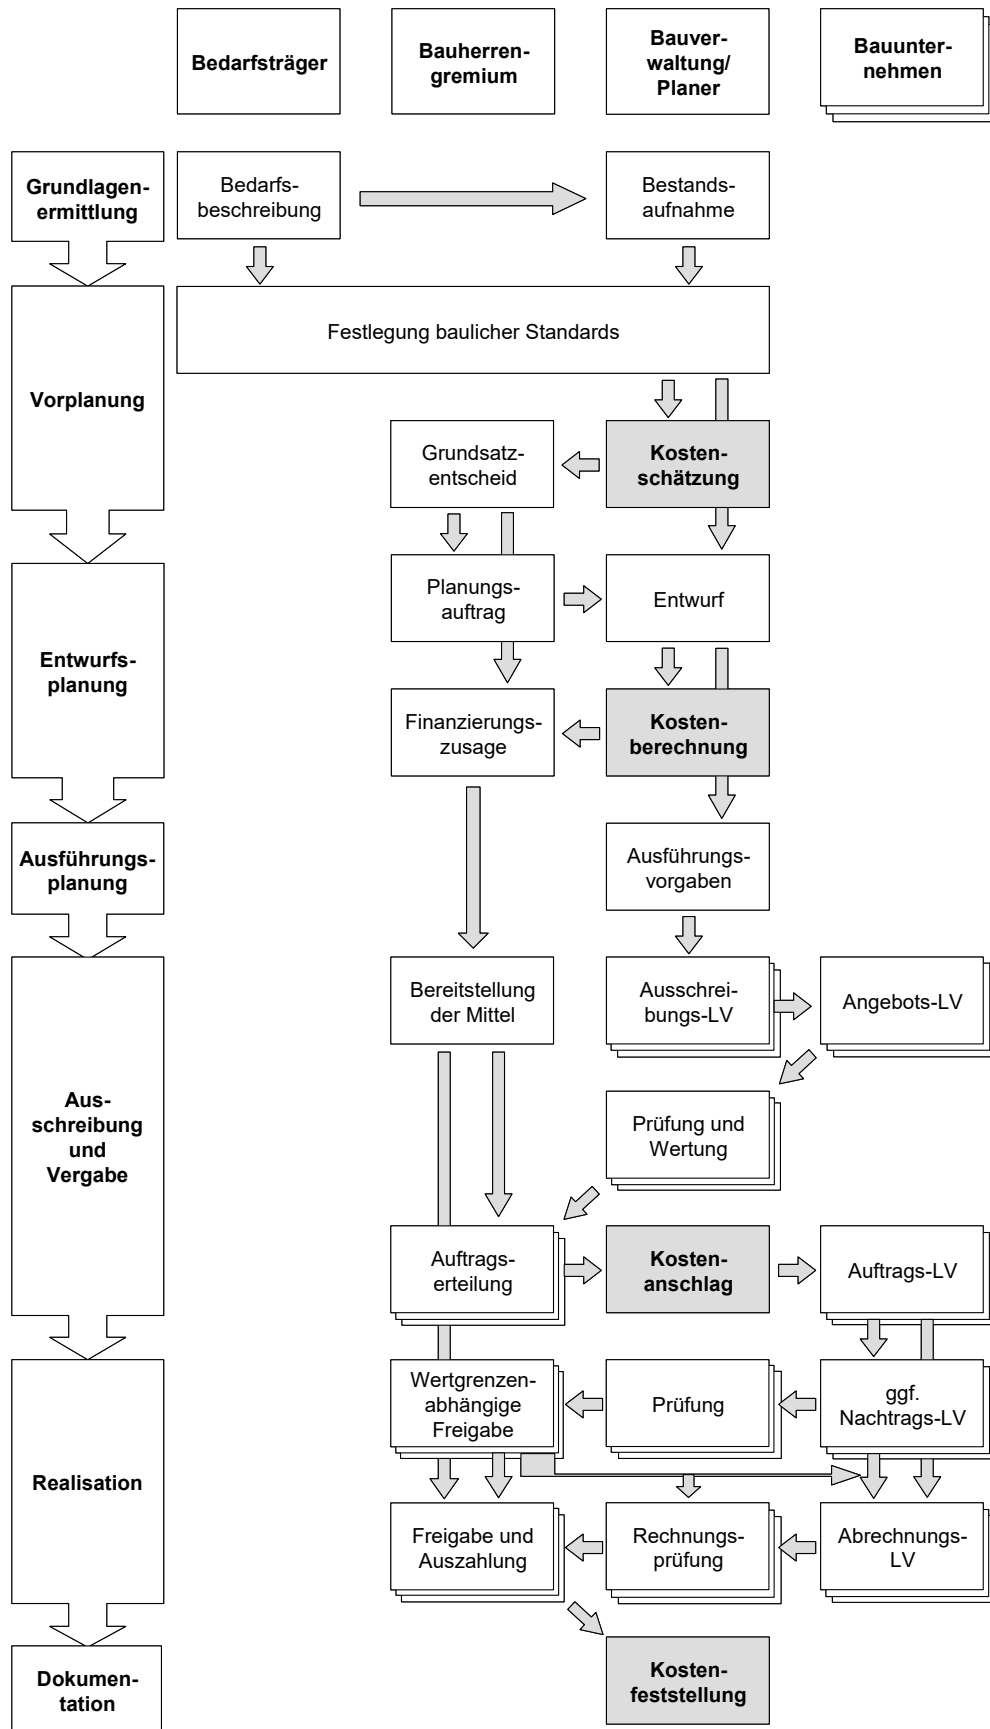 Bedarfsträger
Bauherren-
gremium
Bauver-
waltung/
Planer
Bauunter-
nehmen
Grundlagen-
ermittlung
Bedarfs-
beschreibung
Bestands-
aufnahme
Festlegung baulicher Standards
Vorplanung
Grundsatz-
entscheid
Kosten-
schätzung
Planungs-
auftrag
Entwurf
Entwurfs-
planung
Finanzierungs-
zusage
Kosten-
berechnung
Ausführungs-
planung
Ausführungs-
vorgaben
Bereitstellung
der Mittel
Ausschrei-
bungs-LV
Angebots-LV
Aus-
schreibung
und
Vergabe
Prüfung und
Wertung
Auftrags-
erteilung
Kosten-
anschlag
Auftrags-LV
Wertgrenzen-
abhängige
Freigabe
Prüfung
ggf.
Nachtrags-LV
Realisation
Freigabe und
Auszahlung
Rechnungs-
prüfung
Abrechnungs-
LV
Dokumen-
tation
Kosten-
feststellung